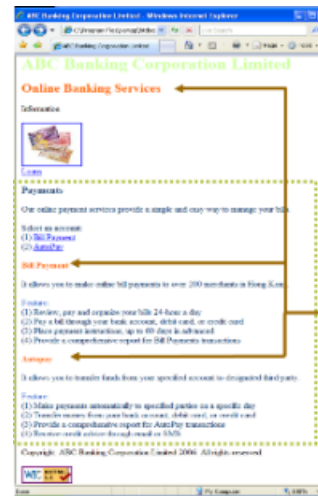 ABC Banking Corporation Limited - Windows Internet Explorer
ABC Banking Corporation Limited
ABC Banking Corporation Limited
Online Banking Services
Information
Loans
Payments
Our online payment services provide a simple and easy way to manage your bills.
Select an account:
(1) Bill Payment
(2) AutoPay
Bill Payment
It allows you to make online bill payments to over 200 merchants in Hong Kong.
Feature:
(1) Review, pay and organize your bills 24-hour a day
(2) Pay a bill through your bank account, debit card, or credit card
(3) Place payment instructions, up to 60 days in advanced
(4) Provide a comprehensive report for Bill Payments transactions
Autopay
It allows you to transfer funds from your specified account to designated third party.
Feature:
(1) Make payments automatically to specified parties on a specific day
(2) Transfer money from your bank account, debit card, or credit card
(3) Provide a comprehensive report for AutoPay transactions
(4) Receive credit advice through email or SMS
Copyright ABC Banking Corporation Limited 2006. All rights reserved
W3C
My Computer
100%